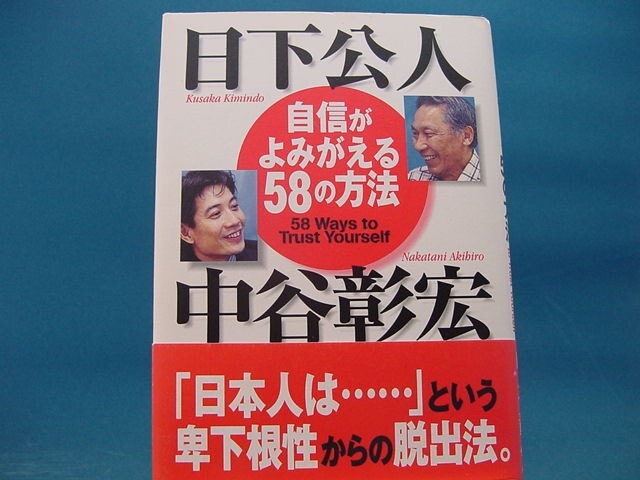 日下公人
Kusaka Kimindo
自信が
よみがえる
58の方法
58 Ways to
Trust Yourself
Nakatani Akihiro
中谷彰宏
「日本人は……」という
卑下根性からの脱出法。